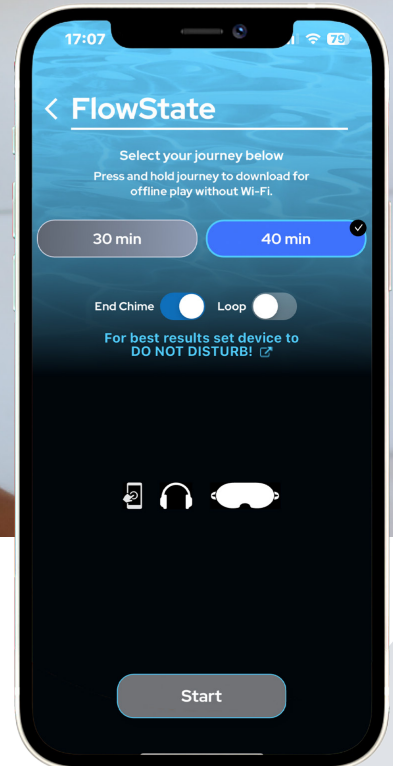 17:07
79
FlowState
Select your journey below
Press and hold journey to download for
offline play without Wi-Fi.
30 min
40 min
End Chime
Loop
For best results set device to
DO NOT DISTURB!
Start